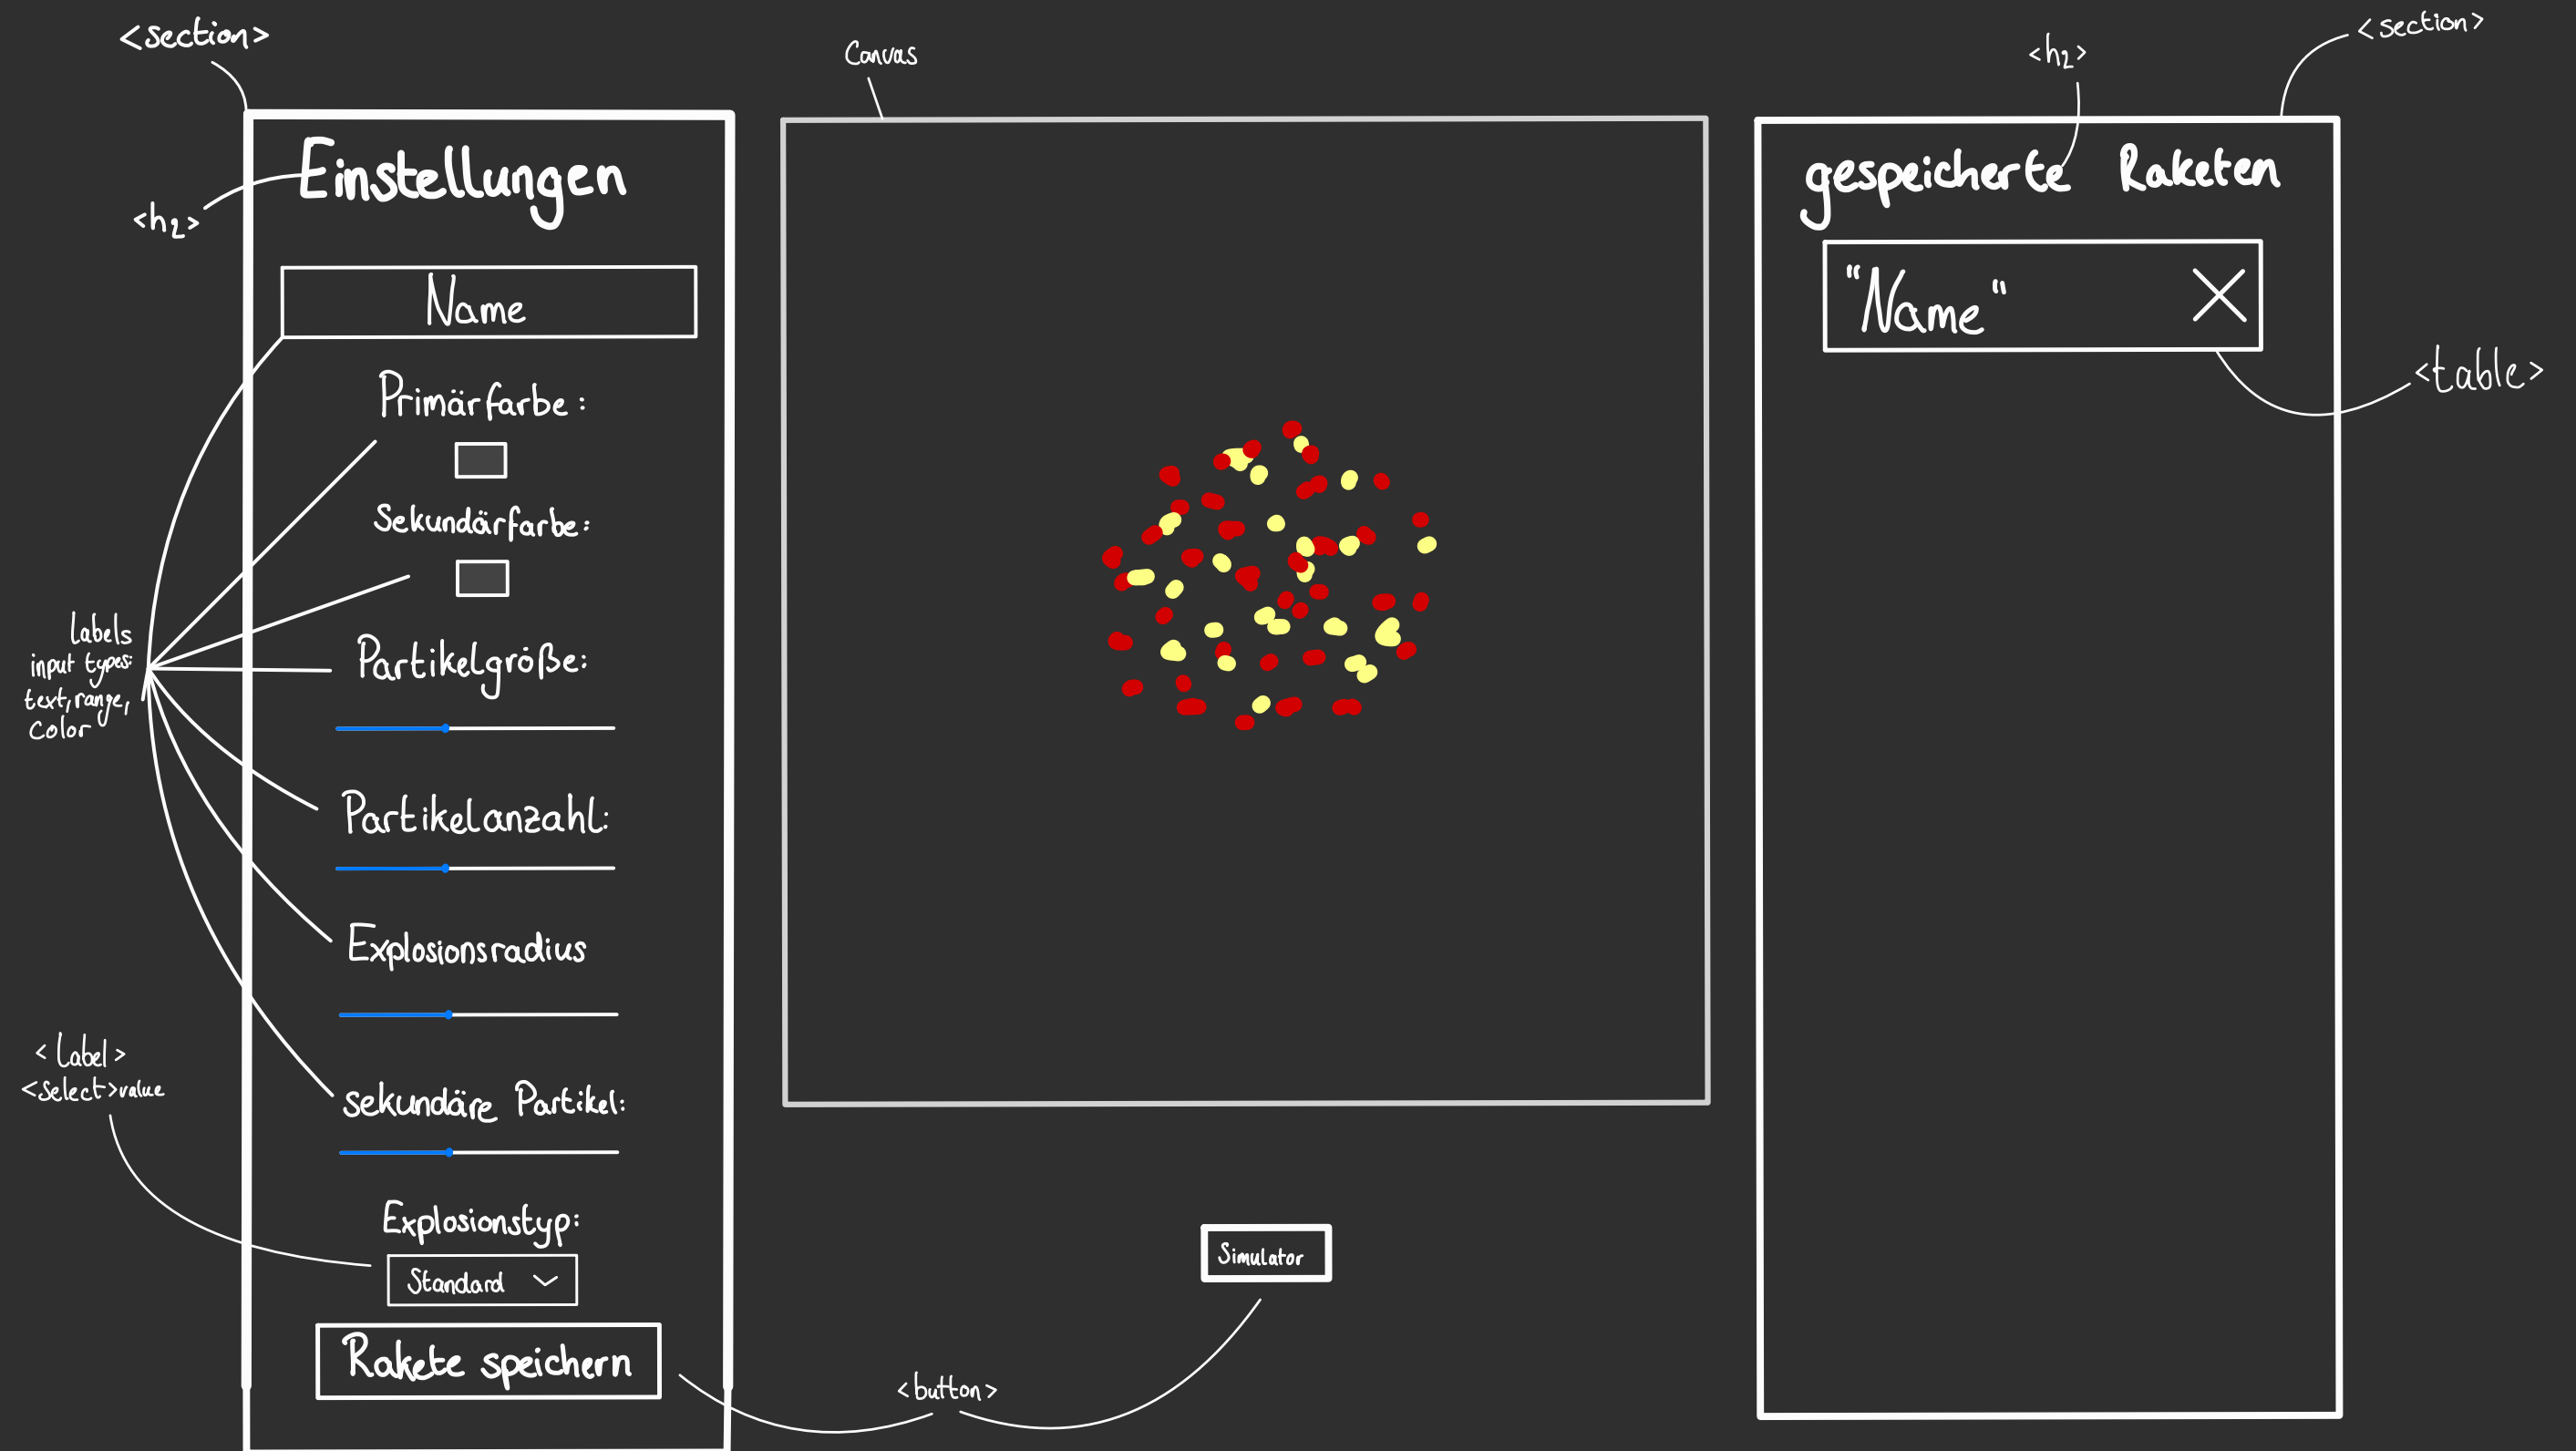 <section>
Einstellungen
<h2>
Name
Primärfarbe:
Sekundärfarbe:
Partikelgröße:
Labels
input types:
text, range,
color
Partikelanzahl:
Explosionsradius
<Label>
<select>value
sekundäre Partikel:
Explosionstyp:
Standard
Rakete speichern
Canvas
Simulator
<button>
<h2>
<section>
gespeicherte Raketen
"Name"
<table>